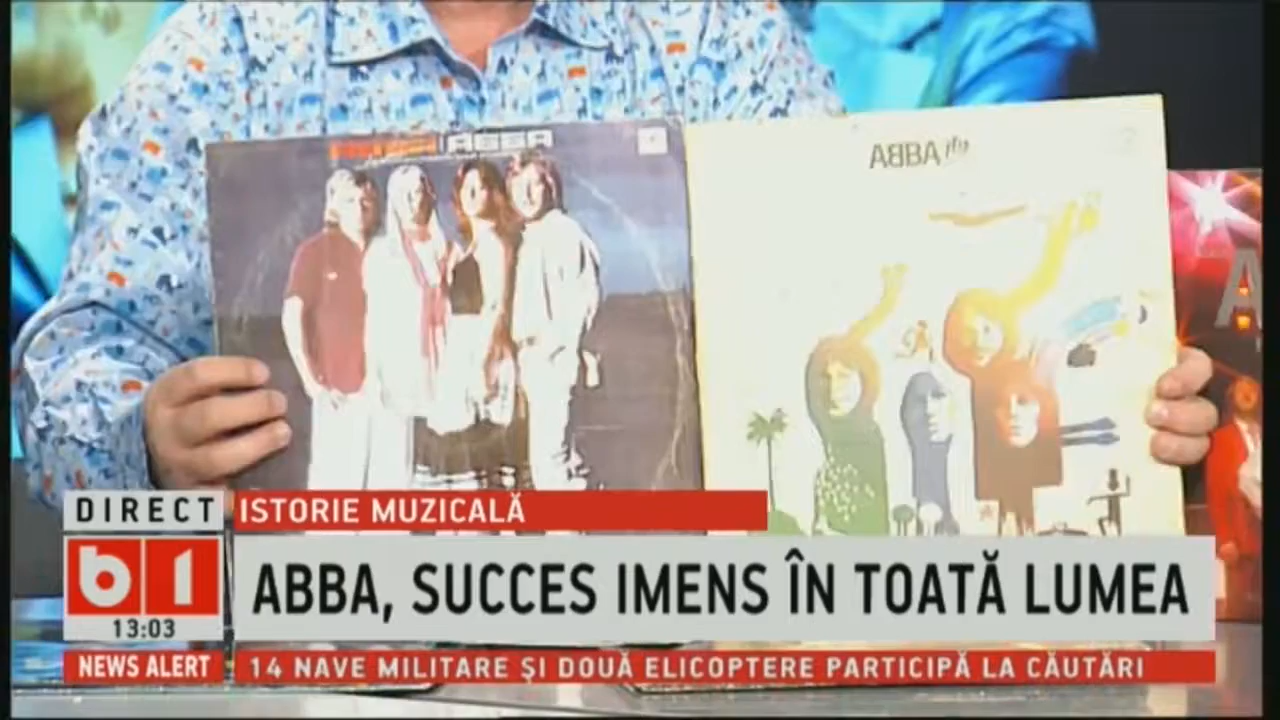 ABBA
ABBA
A
DIRECT
ISTORIE MUZICALĂ
b1
ABBA, SUCCES IMENS ÎN TOATĂ LUMEA
13:03
NEWS ALERT
14 NAVE MILITARE ȘI DOUĂ ELICOPTERE PARTICIPĂ LA CĂUTĂRI